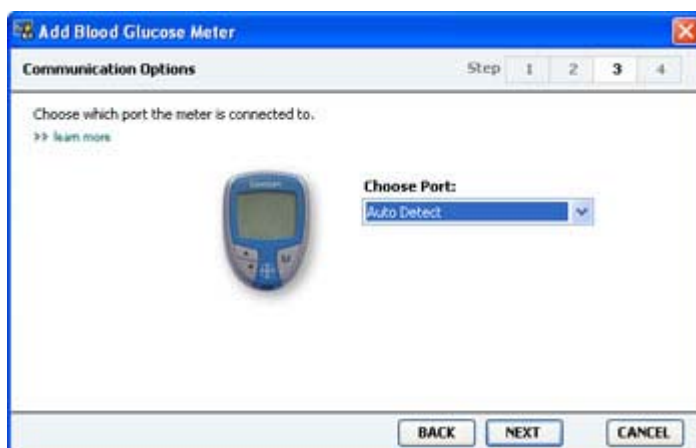 Add Blood Glucose Meter
Communication Options
Step 1 2 3 4
Choose which port the meter is connected to.
>> learn more
Choose Port:
Auto Detect
BACK NEXT CANCEL